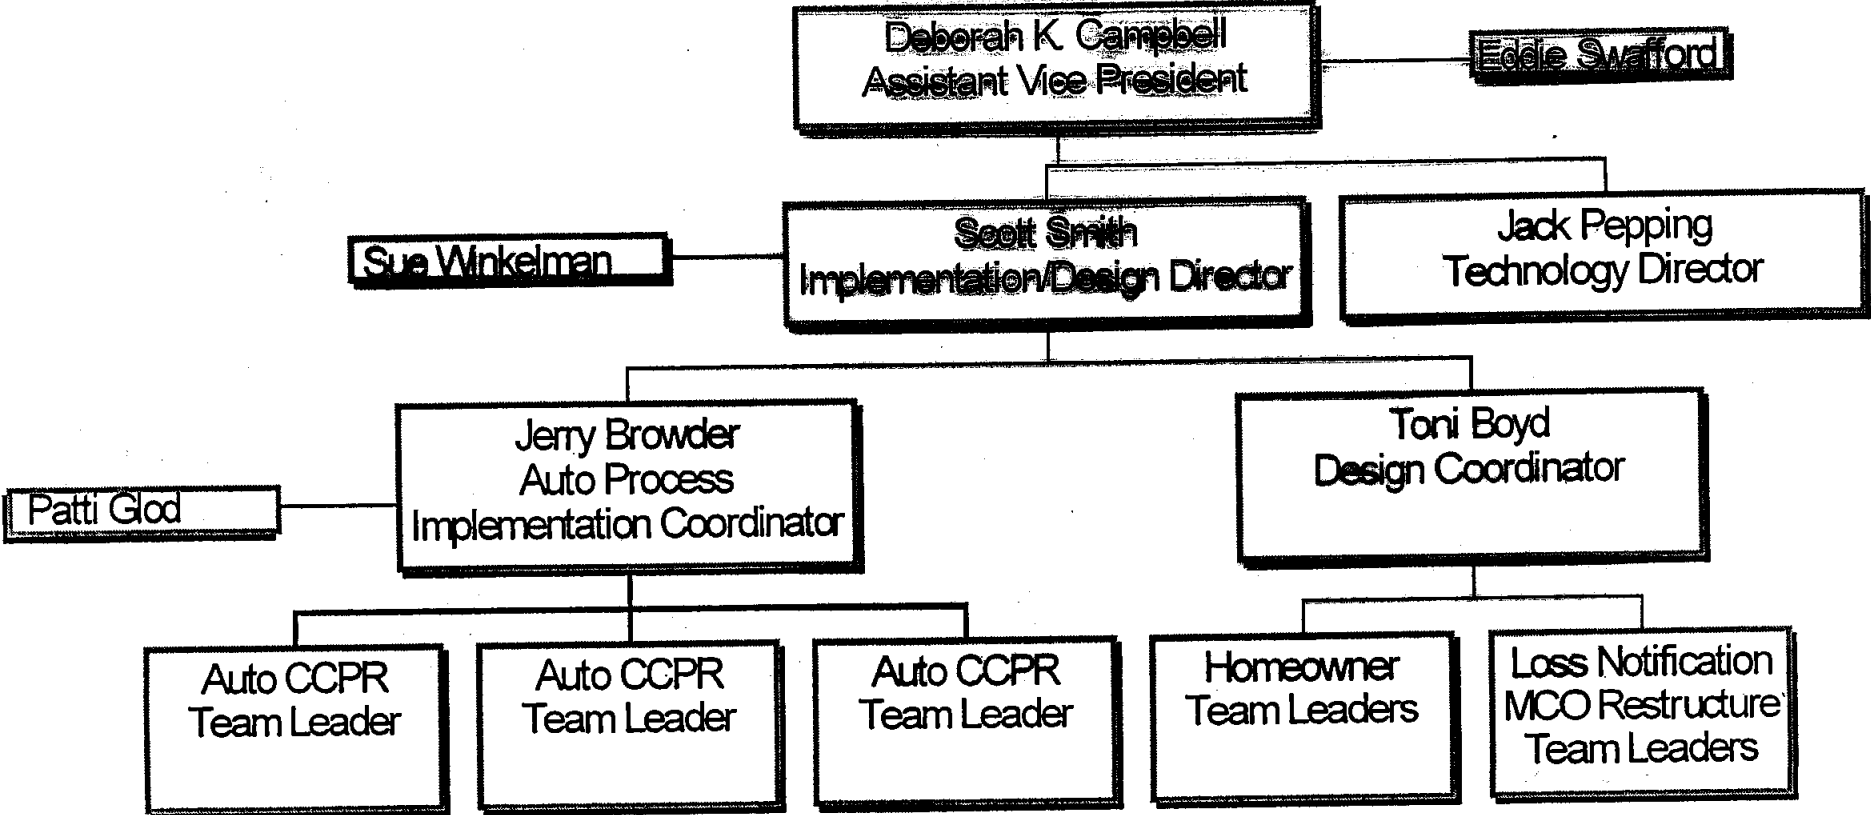 Deborah K. Campbell
Assistant Vice President
Eddie Swafford
Sue Winkelman
Scott Smith
Implementation/Design Director
Jack Pepping
Technology Director
Patti Glod
Jerry Browder
Auto Process
Implementation Coordinator
Toni Boyd
Design Coordinator
Auto CCPR
Team Leader
Auto CCPR
Team Leader
Auto CCPR
Team Leader
Homeowner
Team Leaders
Loss Notification
MCO Restructure
Team Leaders